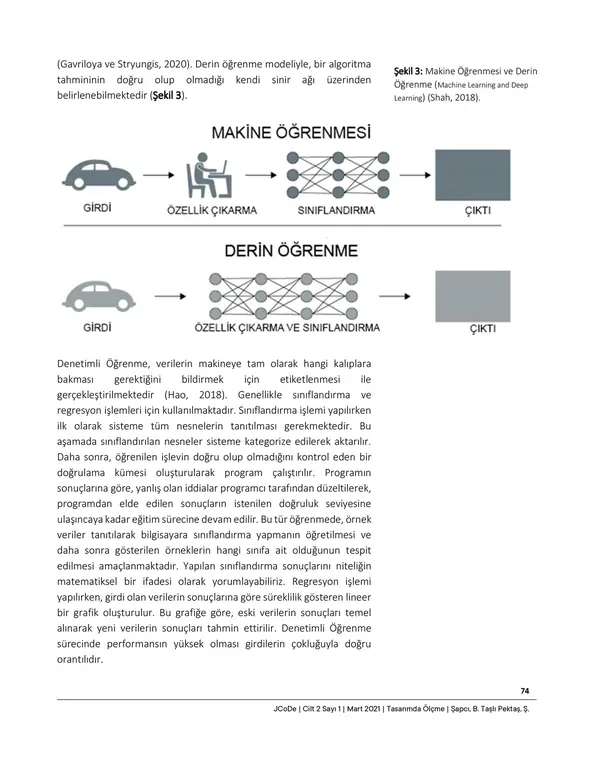 (Gavriloya ve Stryungis, 2020). Derin öğrenme modeliyle, bir algoritma
tahmininin doğru olup olmadığı kendi sinir ağı üzerinden
belirlenebilmektedir (Şekil 3).
Şekil 3: Makine Öğrenmesi ve Derin
Öğrenme (Machine Learning and Deep
Learning) (Shah, 2018).
MAKİNE ÖĞRENMESİ
GİRDİ
ÖZELLİK ÇIKARMA
SINIFLANDIRMA
ÇIKTI
DERİN ÖĞRENME
GİRDİ
ÖZELLİK ÇIKARMA VE SINIFLANDIRMA
ÇIKTI
Denetimli Öğrenme, verilerin makineye tam olarak hangi kalıplara
bakması gerektiğini bildirmek için etiketlenmesi ile
gerçekleştirilmektedir (Hao, 2018). Genellikle sınıflandırma ve
regresyon işlemleri için kullanılmaktadır. Sınıflandırma işlemi yapılırken
ilk olarak sisteme tüm nesnelerin tanıtılması gerekmektedir. Bu
aşamada sınıflandırılan nesneler sisteme kategorize edilerek aktarılır.
Daha sonra, öğrenilen işlevin doğru olup olmadığını kontrol eden bir
doğrulama kümesi oluşturularak program çalıştırılır. Programın
sonuçlarına göre, yanlış olan iddialar programcı tarafından düzeltilerek,
programdan elde edilen sonuçların istenilen doğruluk seviyesine
ulaşıncaya kadar eğitim sürecine devam edilir. Bu tür öğrenmede, örnek
veriler tanıtılarak bilgisayara sınıflandırma yapmanın öğretilmesi ve
daha sonra gösterilen örneklerin hangi sınıfa ait olduğunun tespit
edilmesi amaçlanmaktadır. Yapılan sınıflandırma sonuçlarını niteliğin
matematiksel bir ifadesi olarak yorumlayabiliriz. Regresyon işlemi
yapılırken, girdi olan verilerin sonuçlarına göre süreklilik gösteren lineer
bir grafik oluşturulur. Bu grafiğe göre, eski verilerin sonuçları temel
alınarak yeni verilerin sonuçları tahmin ettirilir. Denetimli Öğrenme
sürecinde performansın yüksek olması girdilerin çokluğuyla doğru
orantılıdır.
74
JCoDe | Cilt 2 Sayı 1 | Mart 2021 | Tasarımda Ölçme | Şapcı, B. Taşlı Pektaş, Ş.